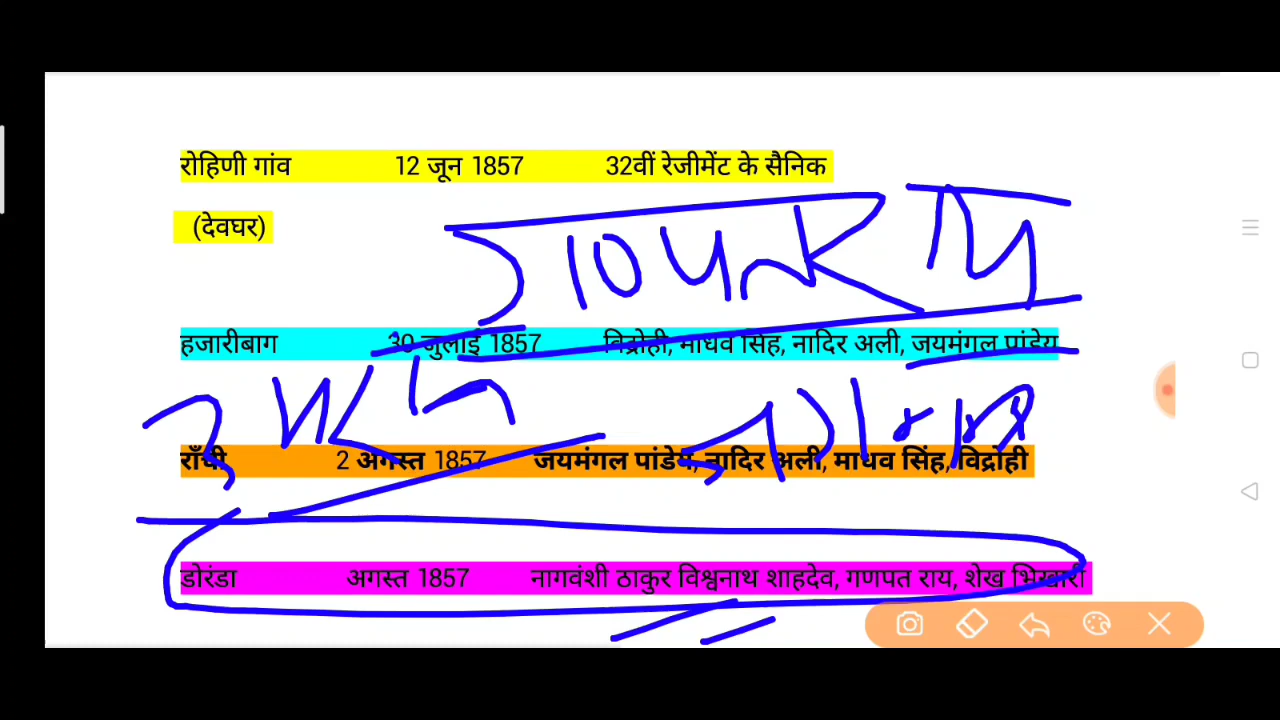 रोहिणी गांव 12 जून 1857 32वीं रेजीमेंट के सैनिक
(देवघर)
हजारीबाग 30 जुलाई 1857 विद्रोही, माधव सिंह, नादिर अली, जयमंगल पांडेय
राँची 2 अगस्त 1857 जयमंगल पांडेय, नादिर अली, माधव सिंह, विद्रोही
डोरंडा अगस्त 1857 नागवंशी ठाकुर विश्वनाथ शाहदेव, गणपत राय, शेख भिखारी